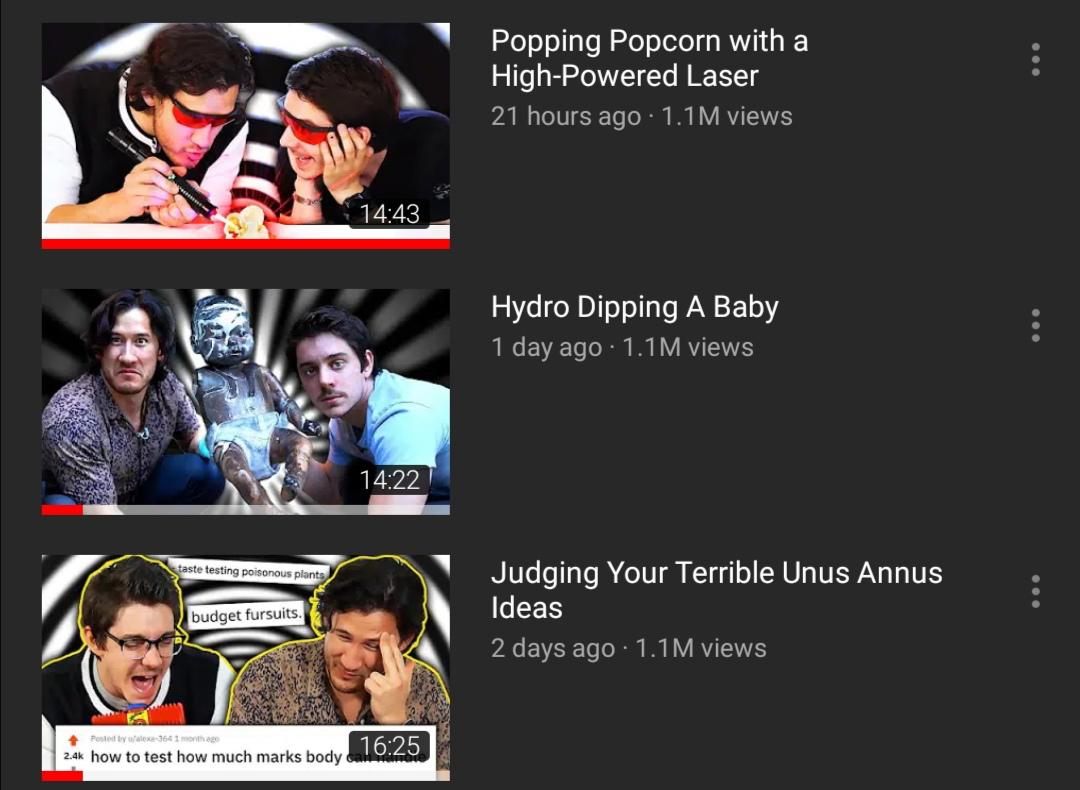 Popping Popcorn with a
High-Powered Laser
21 hours ago · 1.1M views
14:43
Hydro Dipping A Baby
1 day ago · 1.1M views
14:22
taste testing poisonous plants
budget fursuits.
Judging Your Terrible Unus Annus
Ideas
2 days ago · 1.1M views
Posted by u/alexa-364 1 month ago
2.4k how to test how much marks body can handle
16:25